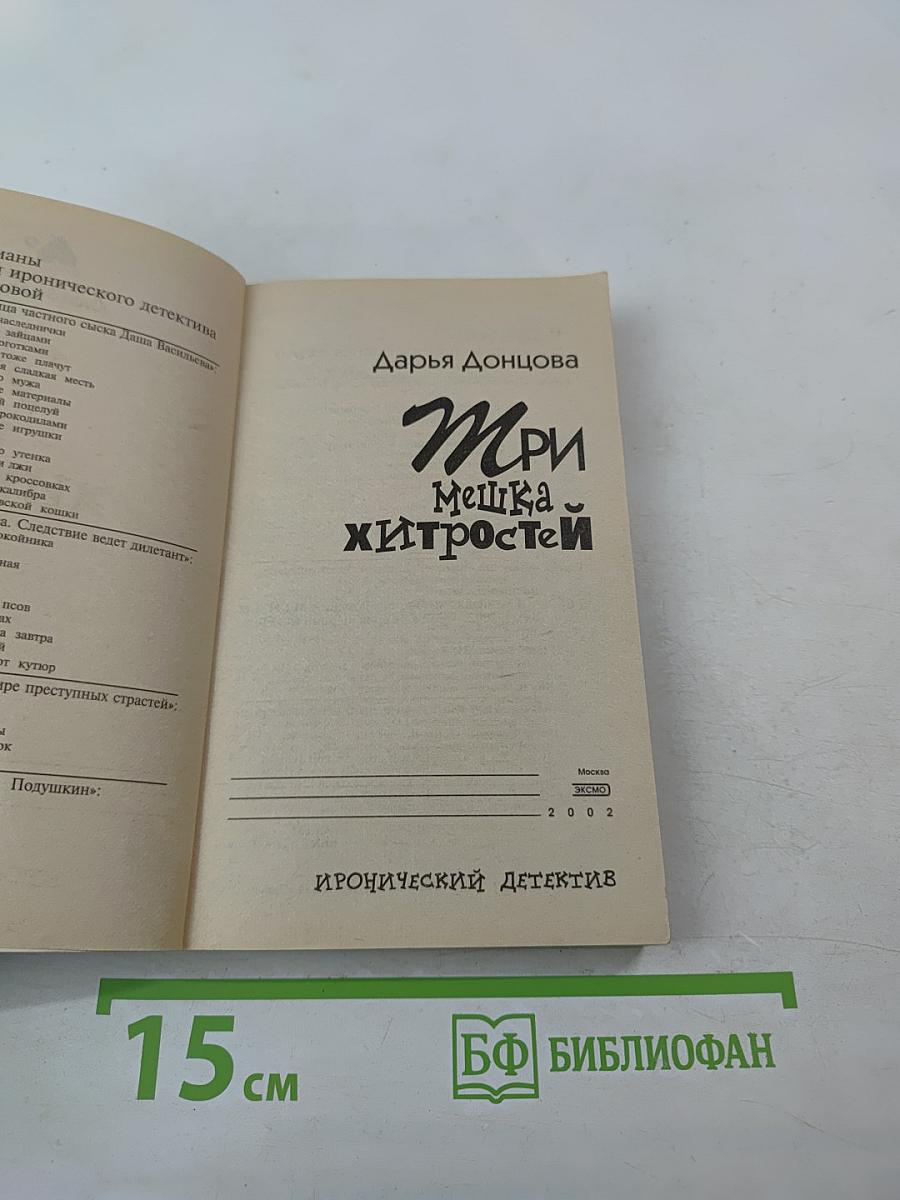 маны
иронического детектива
овой
ца частного сыска Даша Васильева»:
наследнички
зайцами
оготками
тоже плачут
я сладкая месть
о мужа
е материалы
й поцелуй
рокодилами
е игрушки
о утенка
и лжи
кроссовках
калибра
вской кошки
а. Следствие ведет дилетант»:
окойника
ная
псов
ах
а завтра
й
от кутюр
ире преступных страстей»:
ы
ок
Подушкин»:
Дарья Донцова
Три
мешка
хитростей
Москва
ЭКСМО
2002
ИРОНИЧЕСКИЙ ДЕТЕКТИВ
15 см
БФ БИБЛИОФАН